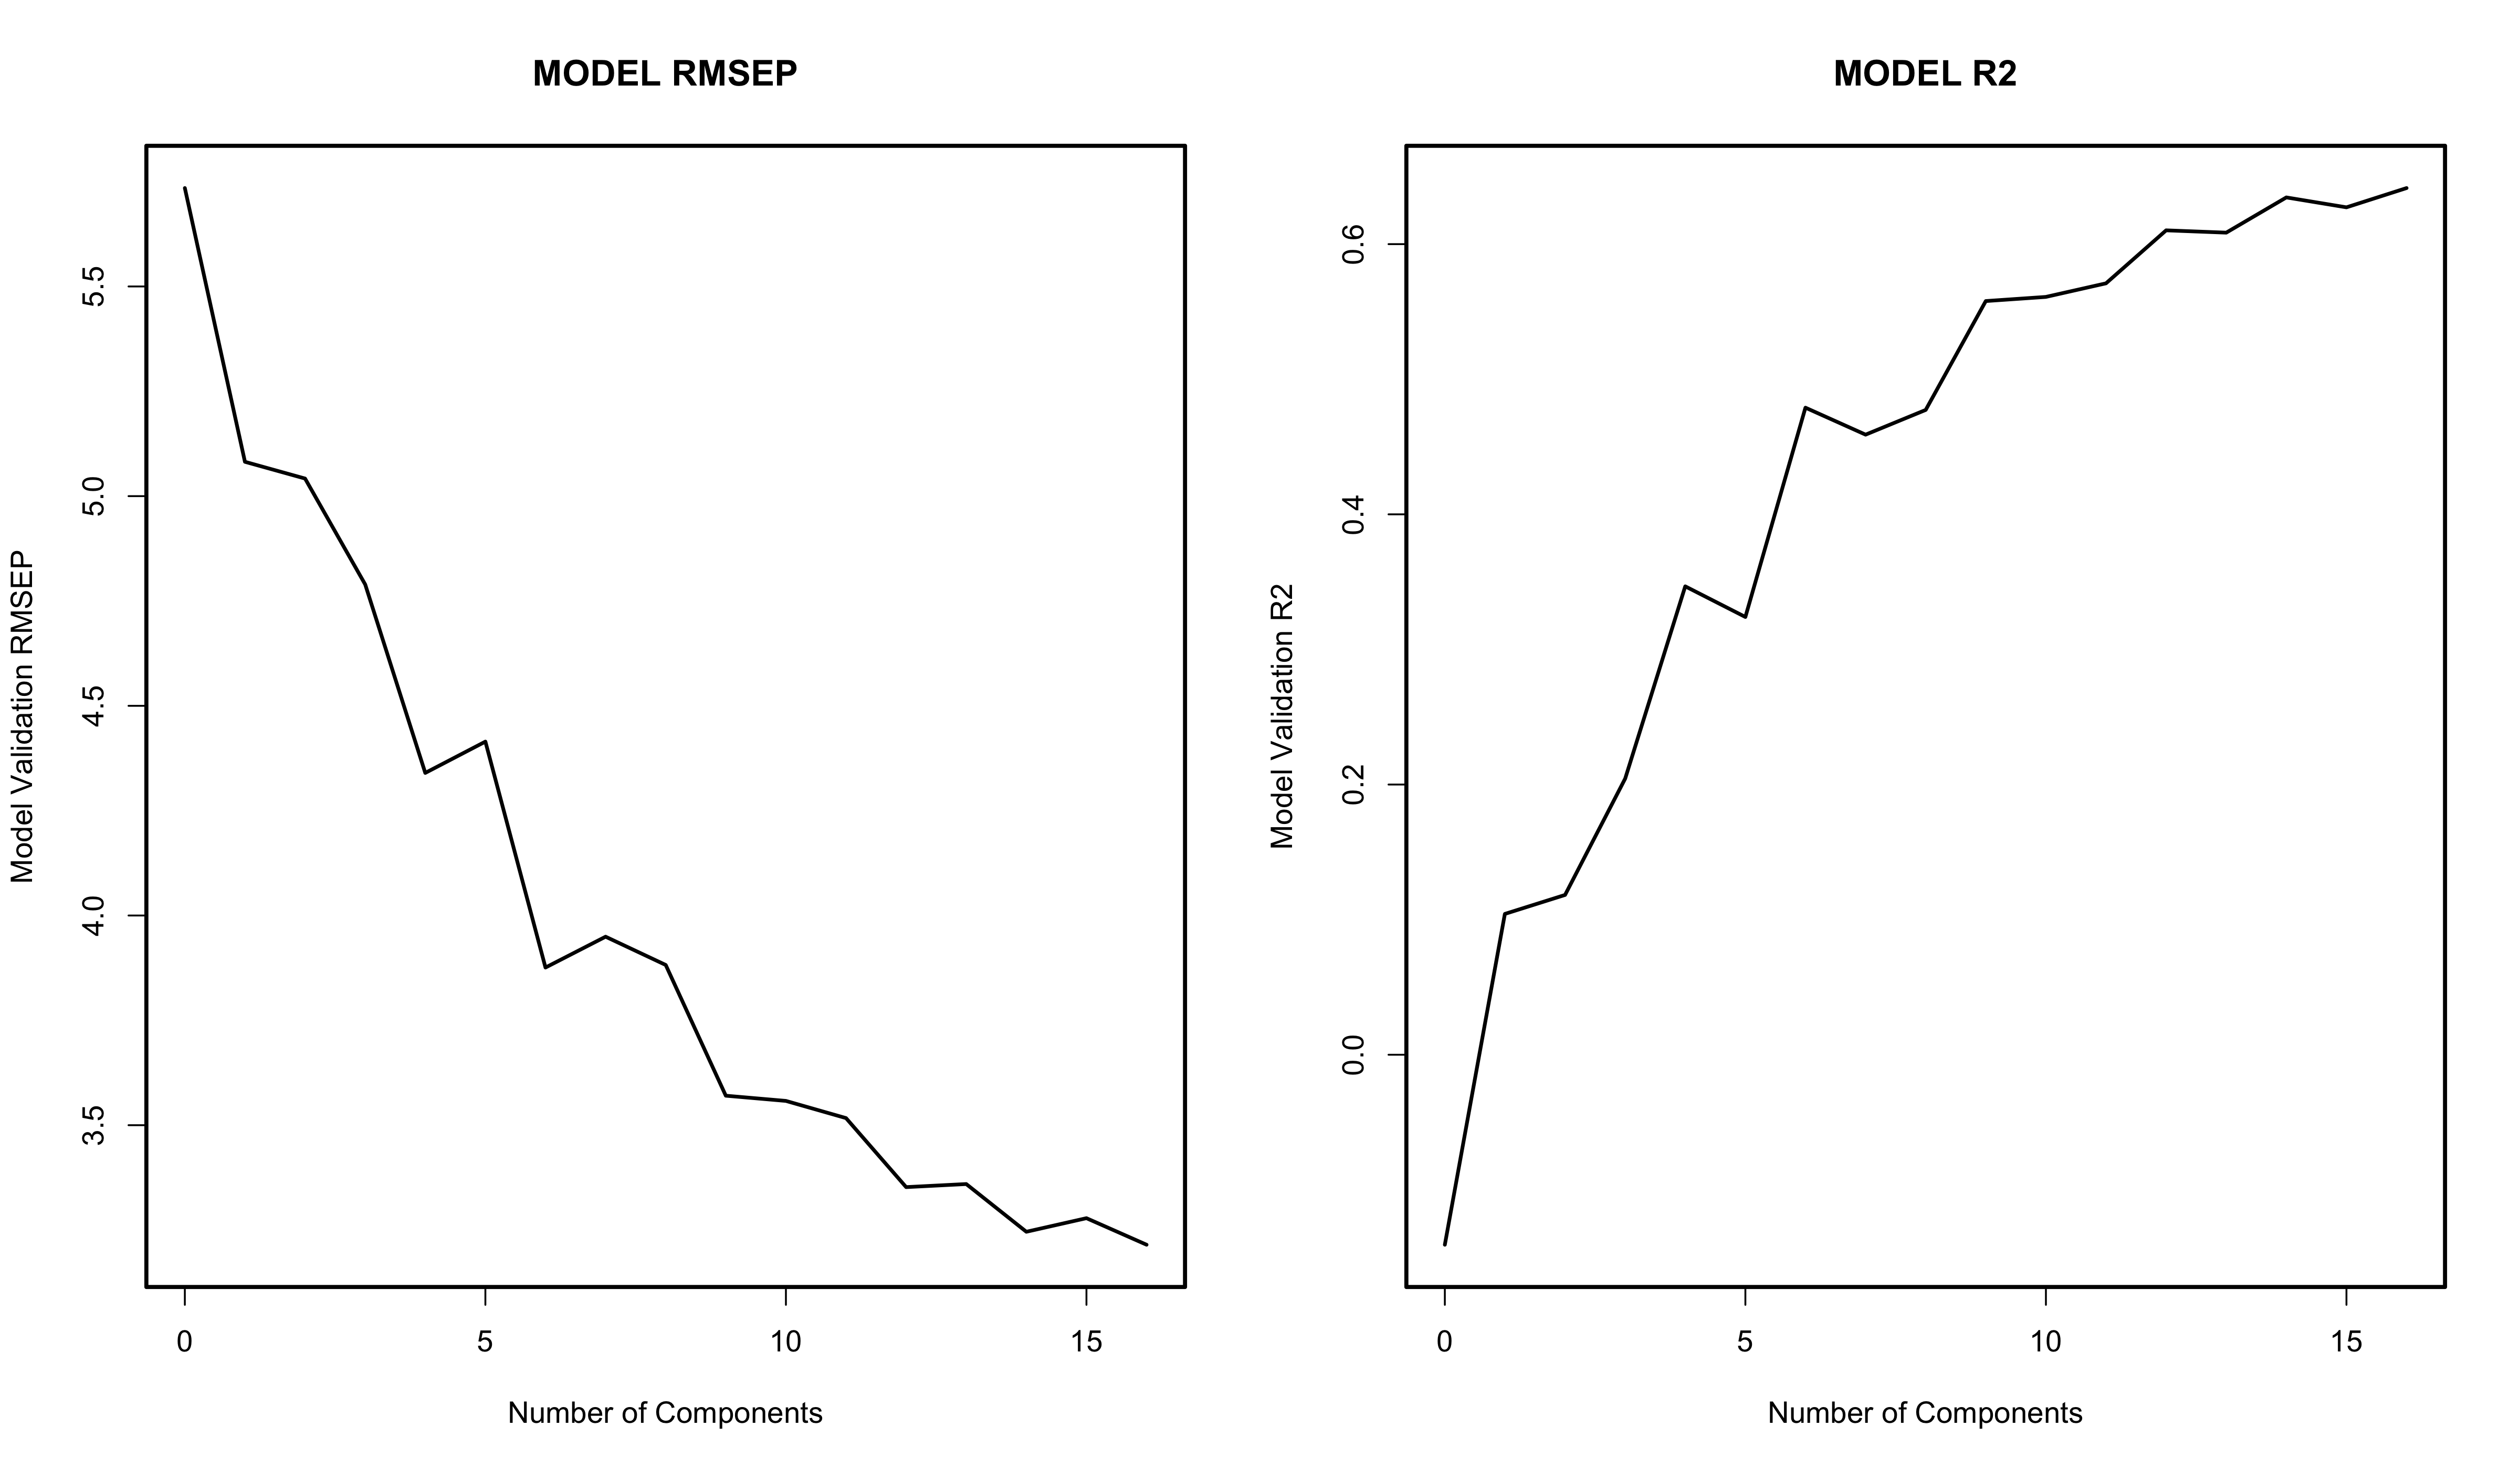 MODEL RMSEP
Model Validation RMSEP
5.5
5.0
4.5
4.0
3.5
0 5 10 15
Number of Components
MODEL R2
Model Validation R2
0.6
0.4
0.2
0.0
0 5 10 15
Number of Components